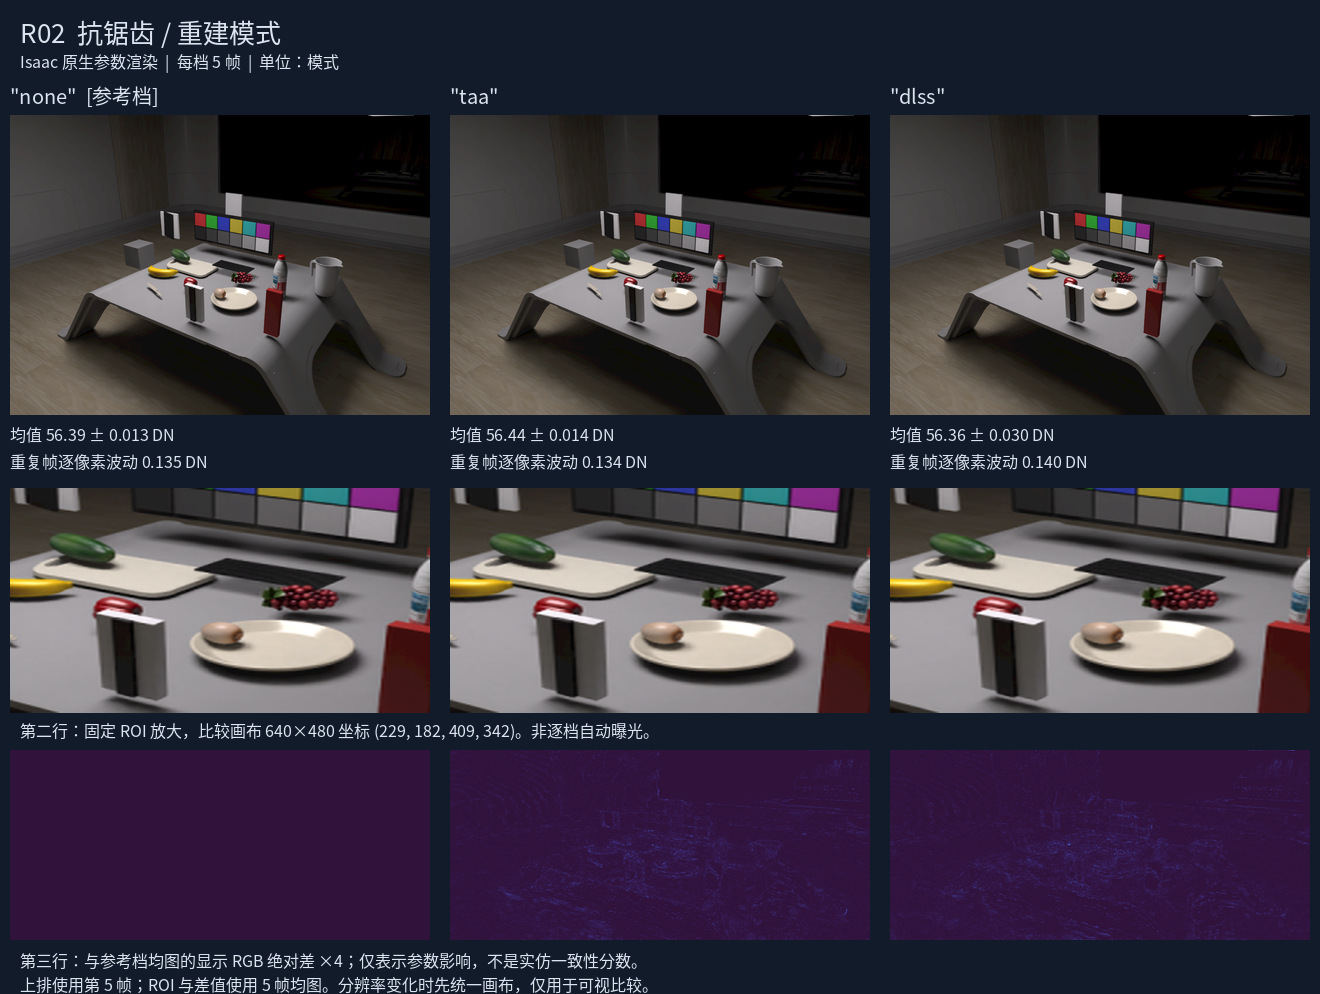 R02 抗锯齿 / 重建模式
Isaac 原生参数渲染 | 每档 5 帧 | 单位：模式
"none" [参考档]
"taa"
"dlss"
均值 56.39 ± 0.013 DN
重复帧逐像素波动 0.135 DN
均值 56.44 ± 0.014 DN
重复帧逐像素波动 0.134 DN
均值 56.36 ± 0.030 DN
重复帧逐像素波动 0.140 DN
第二行：固定 ROI 放大，比较画布 640×480 坐标 (229, 182, 409, 342)。非逐档自动曝光。
第三行：与参考档均图的显示 RGB 绝对差 ×4；仅表示参数影响，不是实仿一致性分数。
上排使用第 5 帧；ROI 与差值使用 5 帧均图。分辨率变化时先统一画布，仅用于可视比较。